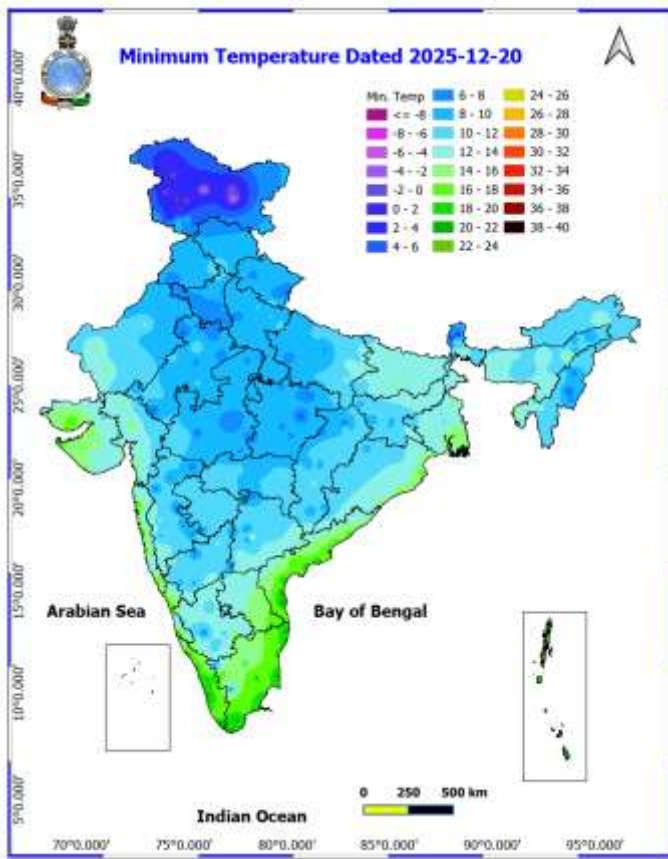 Minimum Temperature Dated 2025-12-20
Min. Temp
<= -8
-8 - -6
-6 - -4
-4 - -2
-2 - 0
0 - 2
2 - 4
4 - 6
6 - 8
8 - 10
10 - 12
12 - 14
14 - 16
16 - 18
18 - 20
20 - 22
22 - 24
24 - 26
26 - 28
28 - 30
30 - 32
32 - 34
34 - 36
36 - 38
38 - 40
40°0.000'
35°0.000'
30°0.000'
25°0.000'
20°0.000'
15°0.000'
10°0.000'
5°0.000'
Arabian Sea
Bay of Bengal
Indian Ocean
0 250 500 km
70°0.000' 75°0.000' 80°0.000' 85°0.000' 90°0.000' 95°0.000'